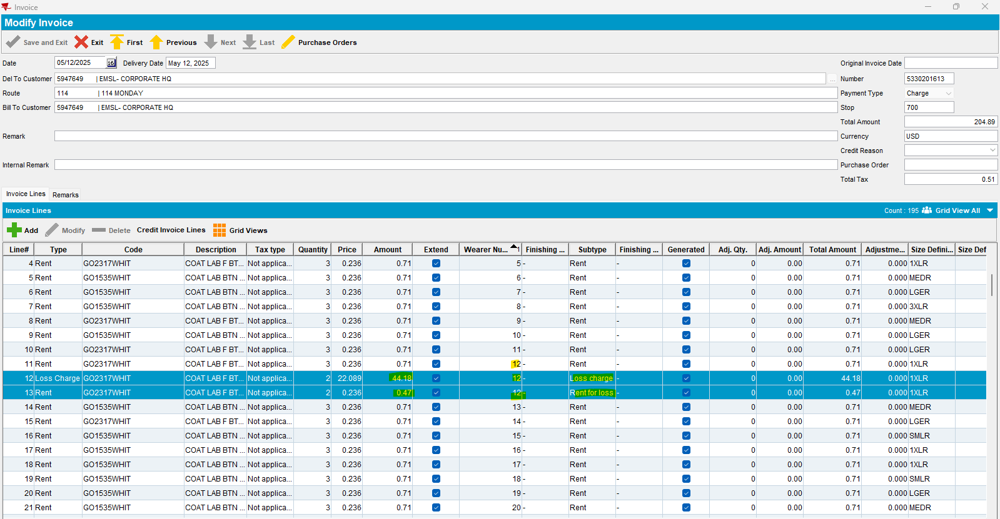 Invoice
Modify Invoice
Save and Exit Exit First Previous Next Last Purchase Orders
Date 05/12/2025 16 Delivery Date May 12, 2025 Original Invoice Date
Del To Customer 5947649 | EMSL- CORPORATE HQ ... Number 5330201613
Route 114 | 114 MONDAY Payment Type Charge
Bill To Customer 5947649 | EMSL- CORPORATE HQ Stop 700
Total Amount 204.89
Remark Currency USD
Credit Reason
Internal Remark Purchase Order
Total Tax 0.51
Invoice Lines Remarks
Invoice Lines Count : 195 Grid View All
Add Modify Delete Credit Invoice Lines Grid Views
Line# Type Code Description Tax type Quantity Price Amount Extend Wearer Nu... 1 Finishing ... Subtype Finishing ... Generated Adj. Qty. Adj. Amount Total Amount Adjustme... Size Defini... Size Def
4 Rent GO2317WHIT COAT LAB F BT... Not applica... 3 0.236 0.71 5 - Rent - 0 0.00 0.71 0.000 1XLR
5 Rent GO1535WHIT COAT LAB BTN ... Not applica... 3 0.236 0.71 6 - Rent - 0 0.00 0.71 0.000 MEDR
6 Rent GO1535WHIT COAT LAB BTN ... Not applica... 3 0.236 0.71 7 - Rent - 0 0.00 0.71 0.000 LGER
7 Rent GO1535WHIT COAT LAB BTN ... Not applica... 3 0.236 0.71 8 - Rent - 0 0.00 0.71 0.000 3XLR
8 Rent GO2317WHIT COAT LAB F BT... Not applica... 3 0.236 0.71 9 - Rent - 0 0.00 0.71 0.000 MEDR
9 Rent GO1535WHIT COAT LAB BTN ... Not applica... 3 0.236 0.71 10 - Rent - 0 0.00 0.71 0.000 LGER
10 Rent GO2317WHIT COAT LAB F BT... Not applica... 3 0.236 0.71 11 - Rent - 0 0.00 0.71 0.000 LGER
11 Rent GO2317WHIT COAT LAB F BT... Not applica... 3 0.236 0.71 12 - Rent - 0 0.00 0.71 0.000 1XLR
12 Loss Charge GO2317WHIT COAT LAB F BT... Not applica... 2 22.089 44.18 12 - Loss charge - 0 0.00 44.18 0.000 1XLR
13 Rent GO2317WHIT COAT LAB F BT... Not applica... 2 0.236 0.47 12 - Rent for loss - 0 0.00 0.47 0.000 1XLR
14 Rent GO1535WHIT COAT LAB BTN ... Not applica... 3 0.236 0.71 13 - Rent - 0 0.00 0.71 0.000 MEDR
15 Rent GO2317WHIT COAT LAB F BT... Not applica... 3 0.236 0.71 14 - Rent - 0 0.00 0.71 0.000 LGER
16 Rent GO1535WHIT COAT LAB BTN ... Not applica... 3 0.236 0.71 15 - Rent - 0 0.00 0.71 0.000 SMLR
17 Rent GO1535WHIT COAT LAB BTN ... Not applica... 3 0.236 0.71 16 - Rent - 0 0.00 0.71 0.000 1XLR
18 Rent GO1535WHIT COAT LAB BTN ... Not applica... 3 0.236 0.71 17 - Rent - 0 0.00 0.71 0.000 1XLR
19 Rent GO1535WHIT COAT LAB BTN ... Not applica... 3 0.236 0.71 18 - Rent - 0 0.00 0.71 0.000 SMLR
20 Rent GO1535WHIT COAT LAB BTN ... Not applica... 3 0.236 0.71 19 - Rent - 0 0.00 0.71 0.000 LGER
21 Rent GO1535WHIT COAT LAB BTN ... Not applica... 3 0.236 0.71 20 - Rent - 0 0.00 0.71 0.000 MEDR